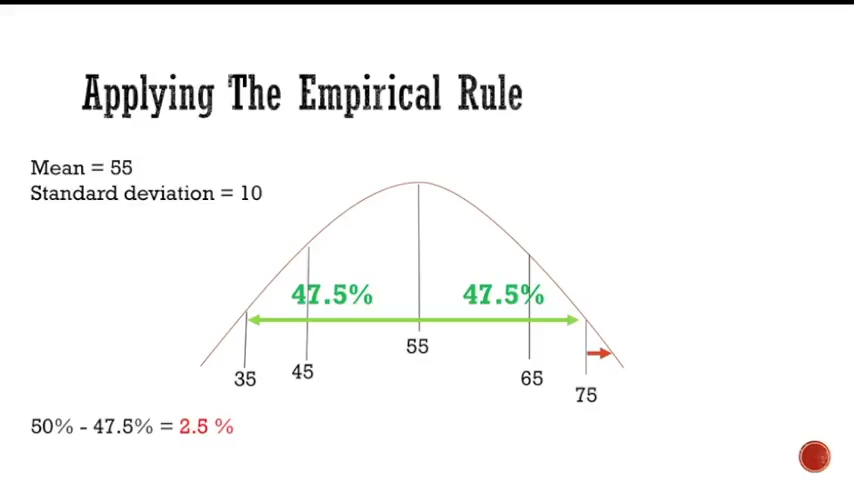 Applying The Empirical Rule
Mean = 55
Standard deviation = 10
47.5% 47.5%
55
35 45 65
75
50% - 47.5% = 2.5 %